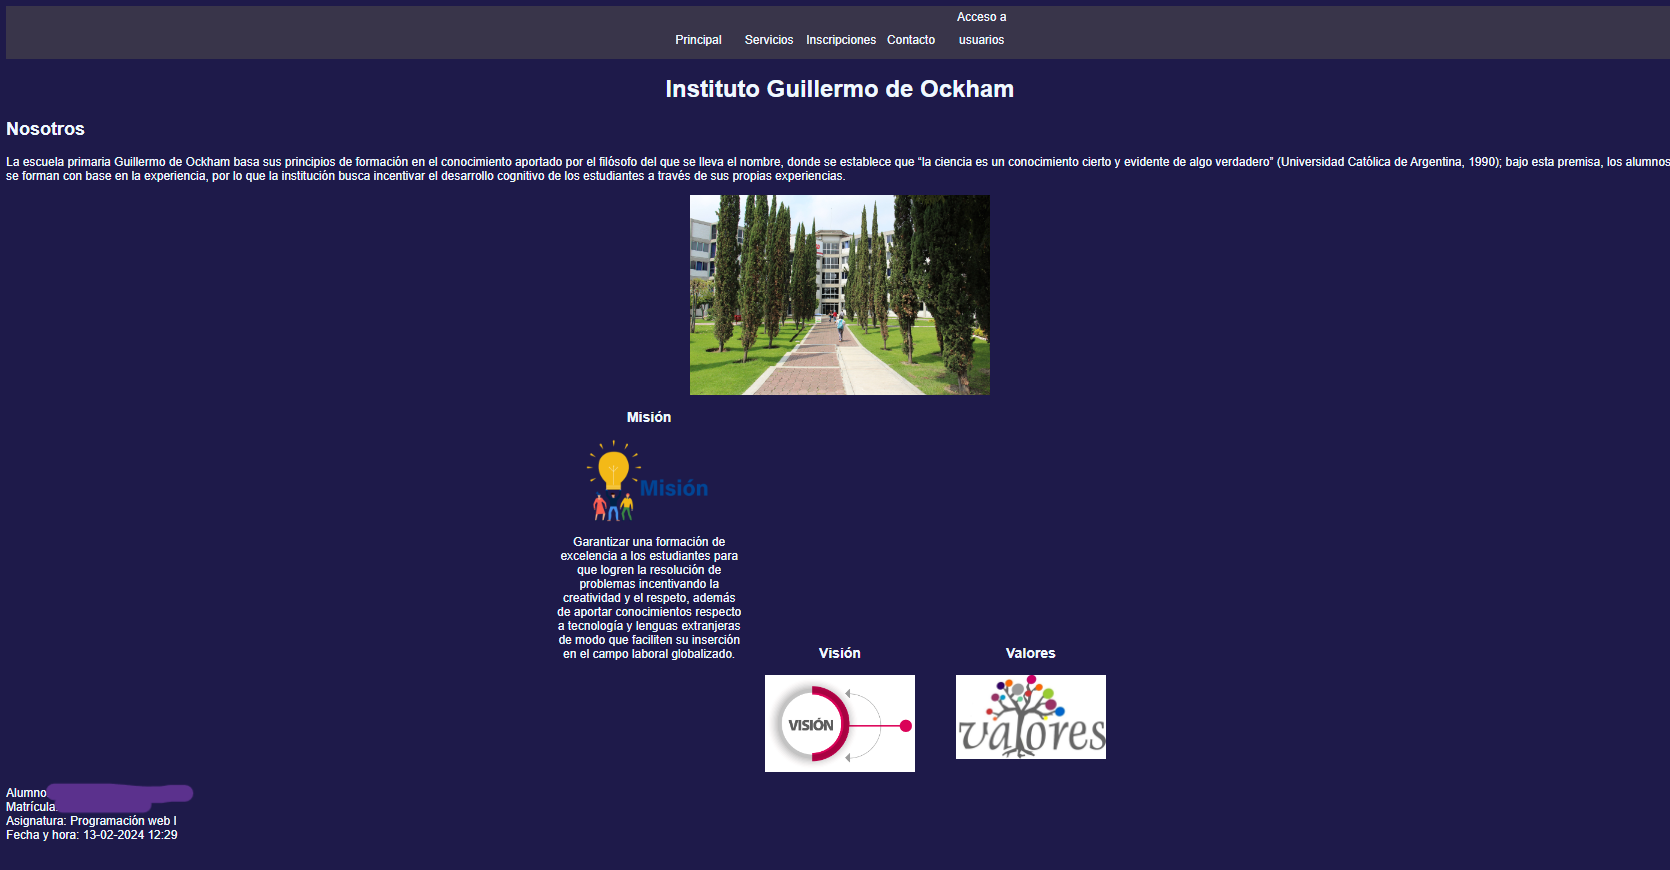 Acceso a
Principal Servicios Inscripciones Contacto usuarios
Instituto Guillermo de Ockham
Nosotros
La escuela primaria Guillermo de Ockham basa sus principios de formación en el conocimiento aportado por el filósofo del que se lleva el nombre, donde se establece que “la ciencia es un conocimiento cierto y evidente de algo verdadero” (Universidad Católica de Argentina, 1990); bajo esta premisa, los alumnos
se forman con base en la experiencia, por lo que la institución busca incentivar el desarrollo cognitivo de los estudiantes a través de sus propias experiencias.
Misión
Misión
Garantizar una formación de
excelencia a los estudiantes para
que logren la resolución de
problemas incentivando la
creatividad y el respeto, además
de aportar conocimientos respecto
a tecnología y lenguas extranjeras
de modo que faciliten su inserción
en el campo laboral globalizado.
Visión
VISIÓN
Valores
valores
Alumno
Matrícula:
Asignatura: Programación web I
Fecha y hora: 13-02-2024 12:29